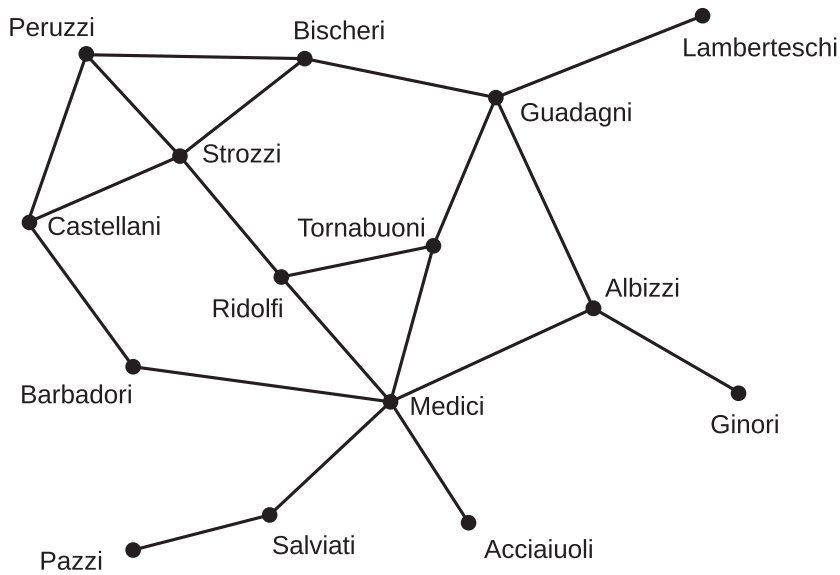 Peruzzi
Bischeri
Lamberteschi
Guadagni
Strozzi
Castellani
Tornabuoni
Albizzi
Ridolfi
Barbadori
Medici
Ginori
Salviati
Acciaiuoli
Pazzi